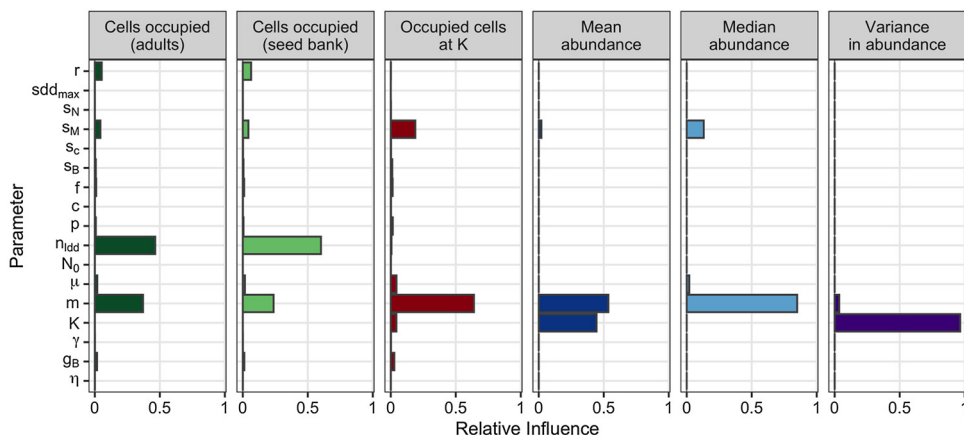 Cells occupied
(adults)
Cells occupied
(seed bank)
Occupied cells
at K
Mean
abundance
Median
abundance
Variance
in abundance
Parameter
r
sdd_max
s_N
s_M
s_c
s_B
f
c
p
n_ldd
N_0
μ
m
K
γ
g_B
η
0 0.5 1 0 0.5 1 0 0.5 1 0 0.5 1 0 0.5 1 0 0.5 1
Relative Influence